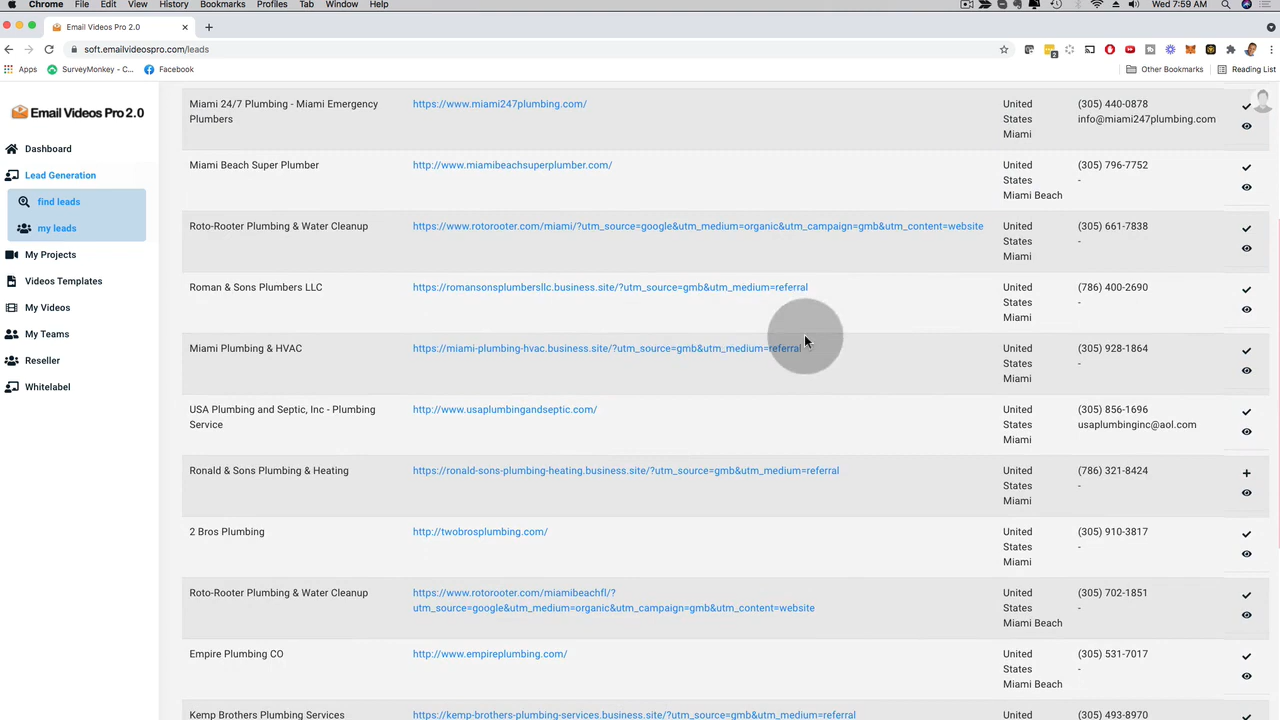 Chrome File Edit View History Bookmarks Profiles Tab Window Help Wed 7:59 AM
Email Videos Pro 2.0
soft.emailvideospro.com/leads
2
Apps SurveyMonkey - C... Facebook Other Bookmarks Reading List
Email Videos Pro 2.0
Dashboard
Lead Generation
find leads
my leads
My Projects
Videos Templates
My Videos
My Teams
Reseller
Whitelabel
Miami 24/7 Plumbing - Miami Emergency https://www.miami247plumbing.com/ United (305) 440-0878
Plumbers States info@miami247plumbing.com
Miami
Miami Beach Super Plumber http://www.miamibeachsuperplumber.com/ United (305) 796-7752
States -
Miami Beach
Roto-Rooter Plumbing & Water Cleanup https://www.rotorooter.com/miami/?utm_source=google&utm_medium=organic&utm_campaign=gmb&utm_content=website United (305) 661-7838
States -
Miami
Roman & Sons Plumbers LLC https://romansonsplumbersllc.business.site/?utm_source=gmb&utm_medium=referral United (786) 400-2690
States -
Miami
Miami Plumbing & HVAC https://miami-plumbing-hvac.business.site/?utm_source=gmb&utm_medium=referral United (305) 928-1864
States -
Miami
USA Plumbing and Septic, Inc - Plumbing http://www.usaplumbingandseptic.com/ United (305) 856-1696
Service States usaplumbinginc@aol.com
Miami
Ronald & Sons Plumbing & Heating https://ronald-sons-plumbing-heating.business.site/?utm_source=gmb&utm_medium=referral United (786) 321-8424
States -
Miami
2 Bros Plumbing http://twobrosplumbing.com/ United (305) 910-3817
States -
Miami
Roto-Rooter Plumbing & Water Cleanup https://www.rotorooter.com/miamibeachfl/? United (305) 702-1851
utm_source=google&utm_medium=organic&utm_campaign=gmb&utm_content=website States -
Miami Beach
Empire Plumbing CO http://www.empireplumbing.com/ United (305) 531-7017
States -
Miami Beach
Kemp Brothers Plumbing Services https://kemp-brothers-plumbing-services.business.site/?utm_source=gmb&utm_medium=referral United (305) 493-8970